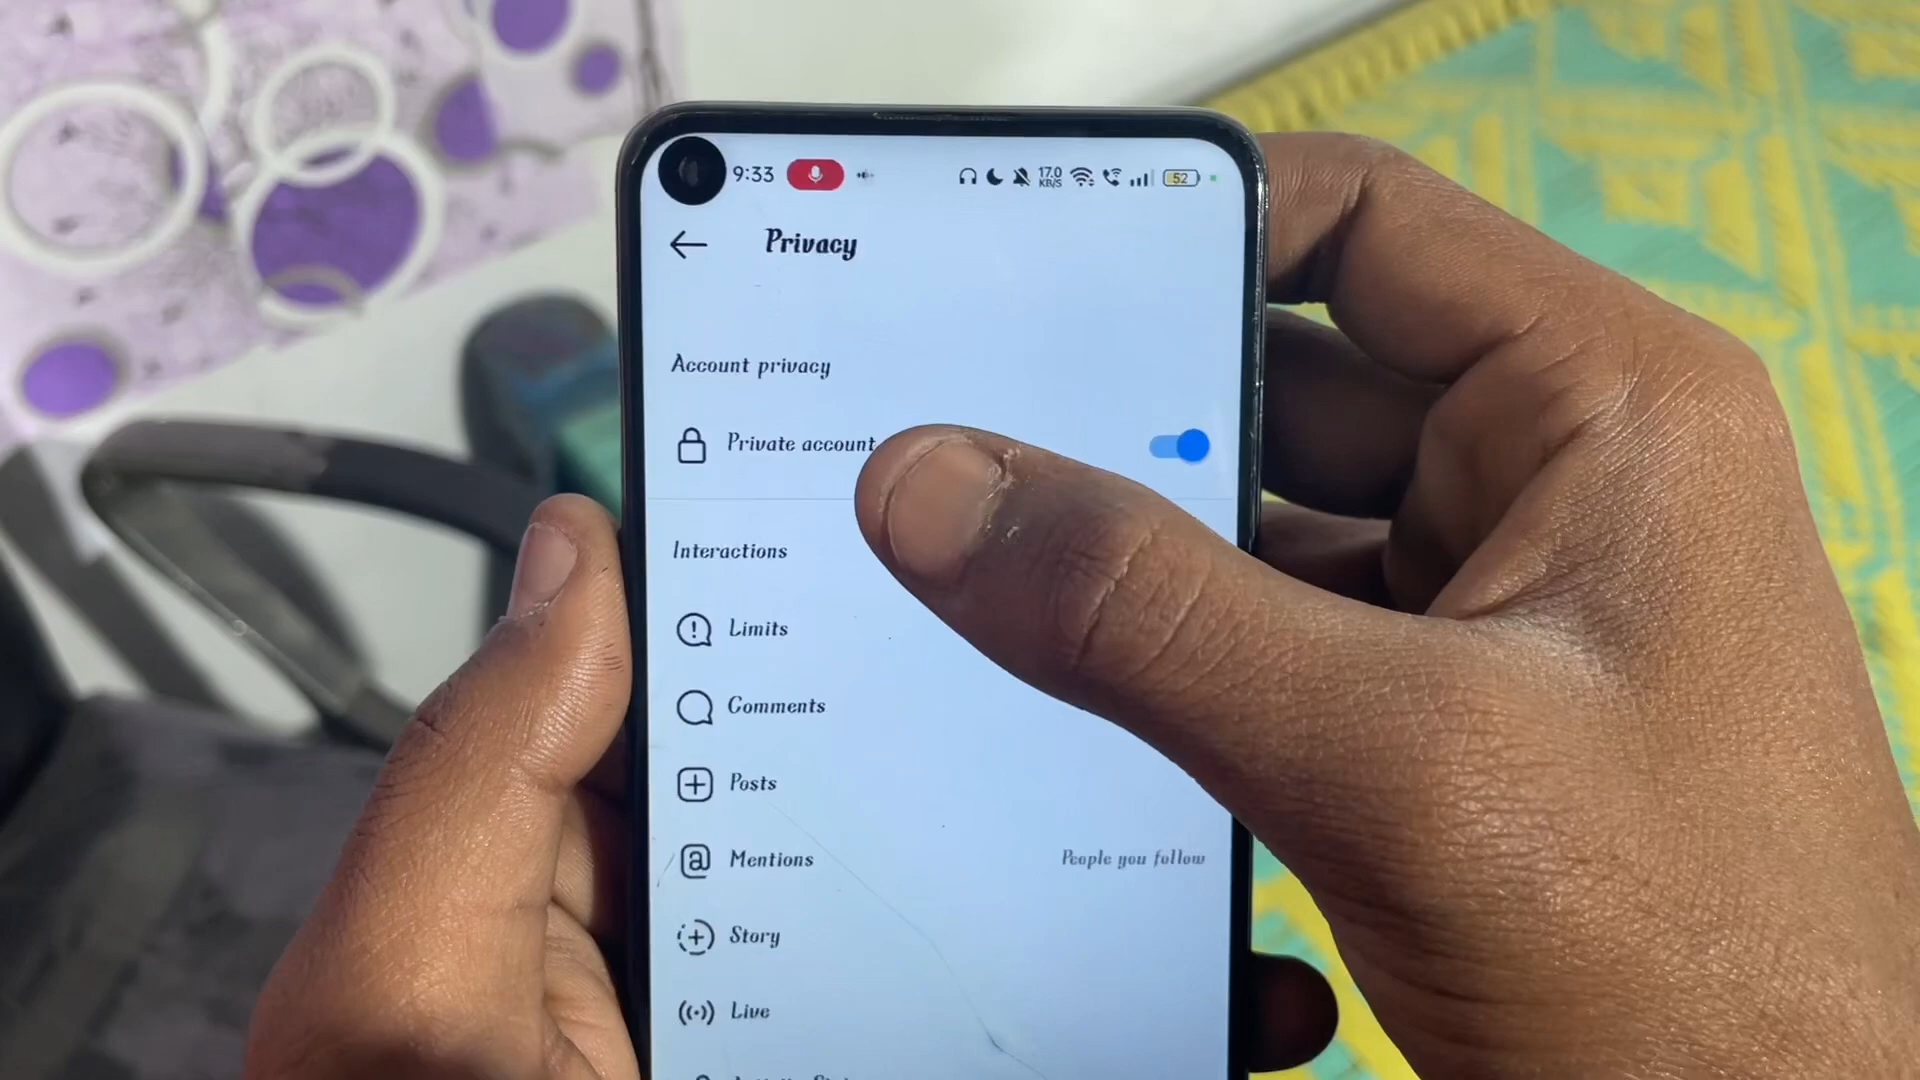 9:33 17.0 KB/S 52
Privacy
Account privacy
Private account
Interactions
Limits
Comments
Posts
Mentions People you follow
Story
Live